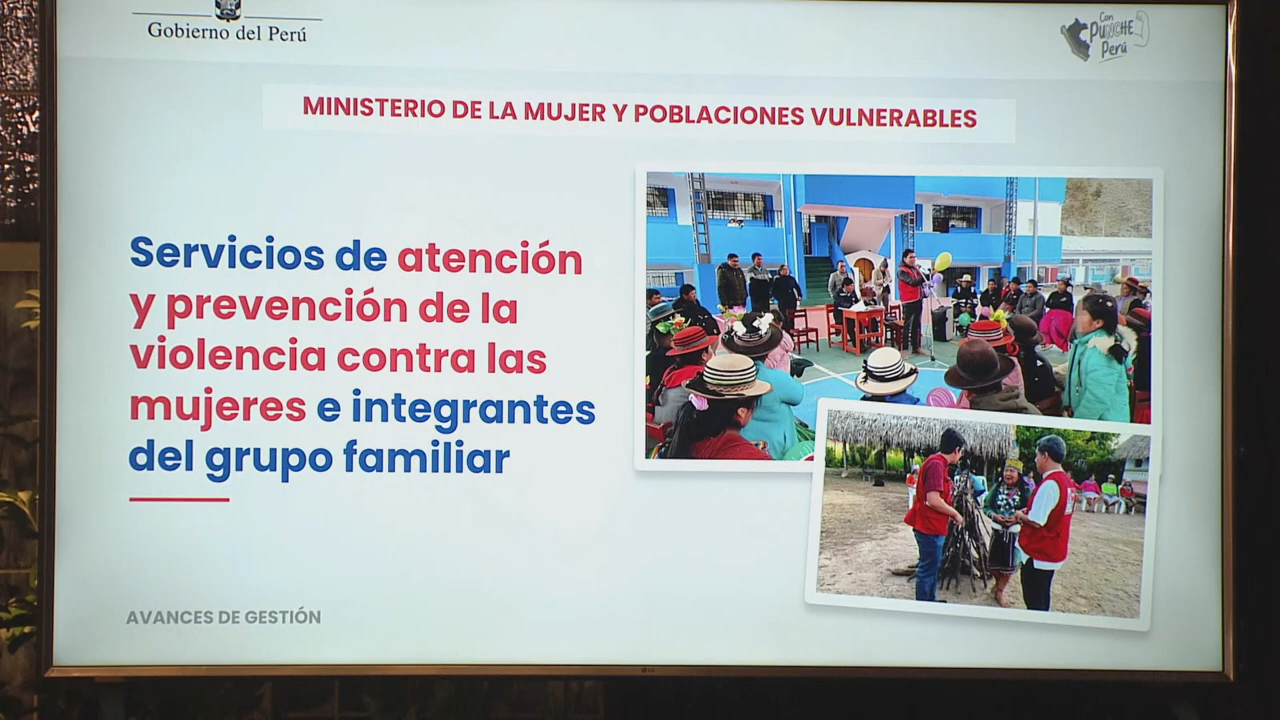 Gobierno del Perú
Con
PUNCHE
Perú
MINISTERIO DE LA MUJER Y POBLACIONES VULNERABLES
Servicios de atención
y prevención de la
violencia contra las
mujeres e integrantes
del grupo familiar
AVANCES DE GESTIÓN
LG